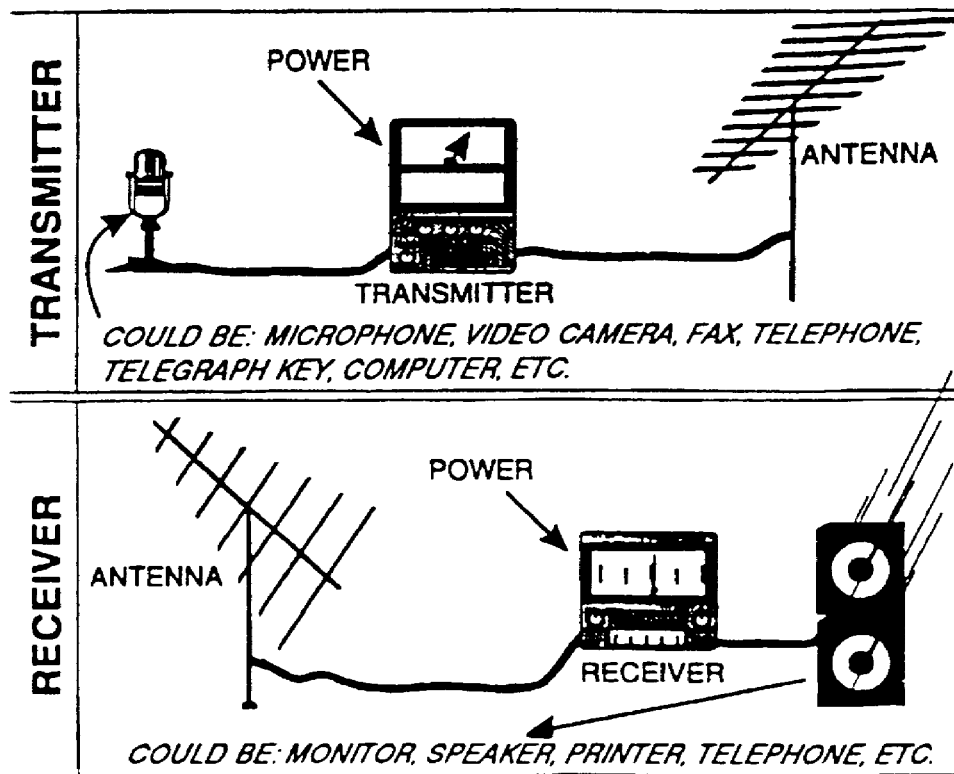 TRANSMITTER
POWER
ANTENNA
TRANSMITTER
COULD BE: MICROPHONE, VIDEO CAMERA, FAX, TELEPHONE,
TELEGRAPH KEY, COMPUTER, ETC.
RECEIVER
POWER
ANTENNA
RECEIVER
COULD BE: MONITOR, SPEAKER, PRINTER, TELEPHONE, ETC.